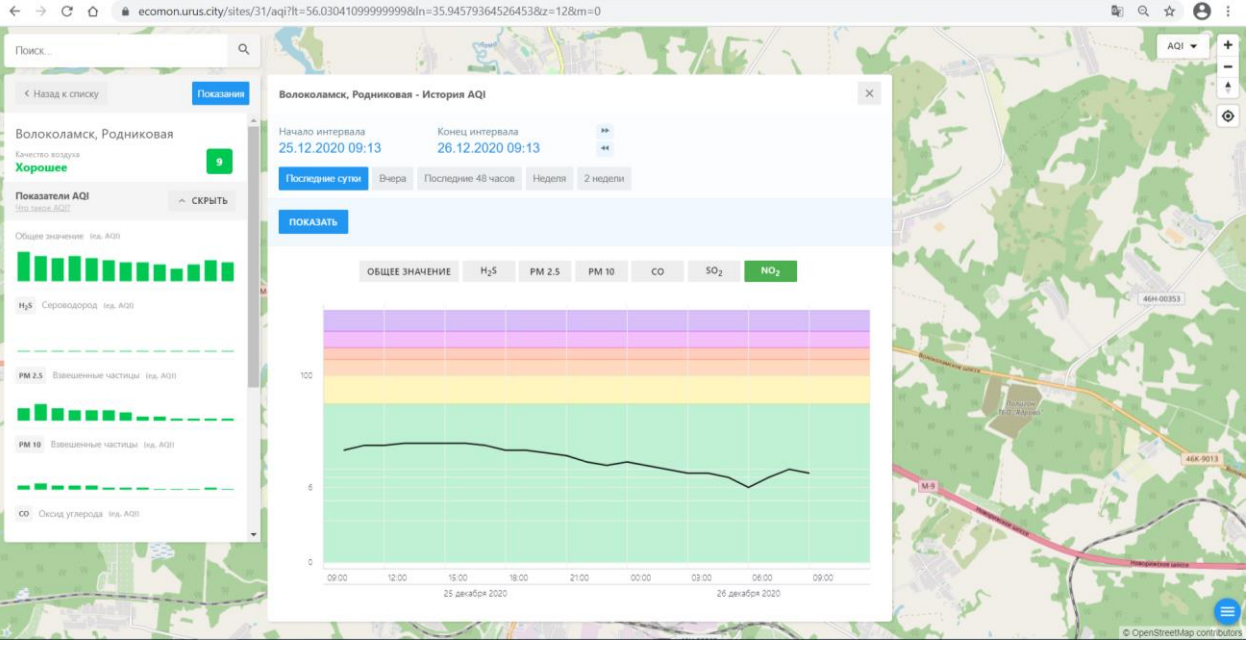 ecomon.urus.city/sites/31/aqi?lt=56.03041099999999&ln=35.94579364526453&z=12&m=0
Поиск...
AQI
Назад к списку
Показания
Волоколамск, Родниковая - История AQI
Волоколамск, Родниковая
Качество воздуха
Хорошее
9
Начало интервала
Конец интервала
25.12.2020 09:13
26.12.2020 09:13
Последние сутки
Вчера
Последние 48 часов
Неделя
2 недели
Показатели AQI
Что такое AQI?
СКРЫТЬ
ПОКАЗАТЬ
Общее значение (ед. AQI)
ОБЩЕЕ ЗНАЧЕНИЕ
H₂S
PM 2.5
PM 10
CO
SO₂
NO₂
H₂S Сероводород (ед. AQI)
PM 2.5 Взвешенные частицы (ед. AQI)
PM 10 Взвешенные частицы (ед. AQI)
CO Оксид углерода (ед. AQI)
100
6
0
09:00
12:00
15:00
18:00
21:00
00:00
03:00
06:00
09:00
25 декабря 2020
26 декабря 2020
46Н-00353
Волоколамское шоссе
Полигон
46К-9013
М-9
Новорижское шоссе
Новорижское шоссе
© OpenStreetMap contributors